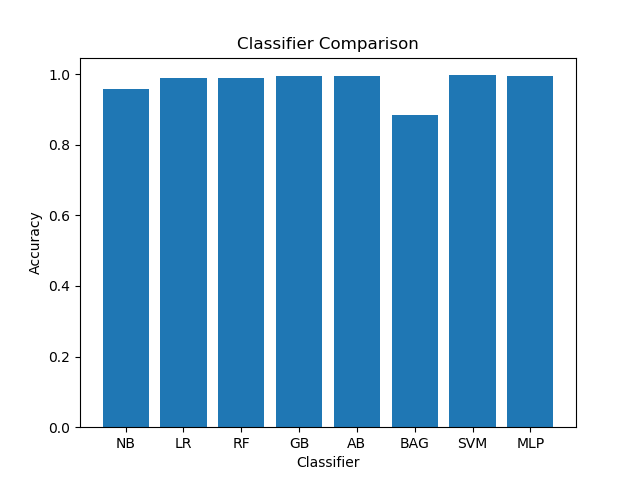 Classifier Comparison
1.0
0.8
0.6
0.4
0.2
0.0
Accuracy
NB LR RF GB AB BAG SVM MLP
Classifier